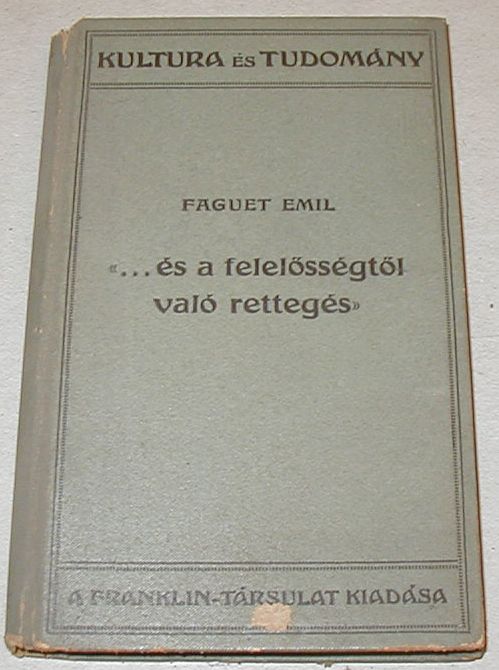 KULTURA ÉS TUDOMÁNY
FAGUET EMIL
«...és a felelősségtől
való rettegés»
A FRANKLIN-TÁRSULAT KIADÁSA